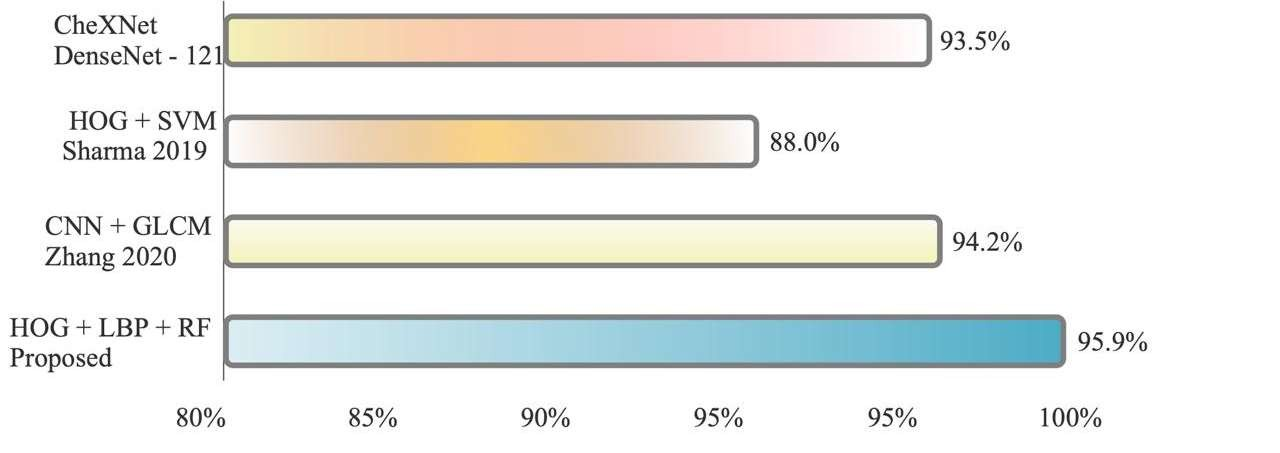 CheXNet
DenseNet - 121
93.5%
HOG + SVM
Sharma 2019
88.0%
CNN + GLCM
Zhang 2020
94.2%
HOG + LBP + RF
Proposed
95.9%
80% 85% 90% 95% 95% 100%